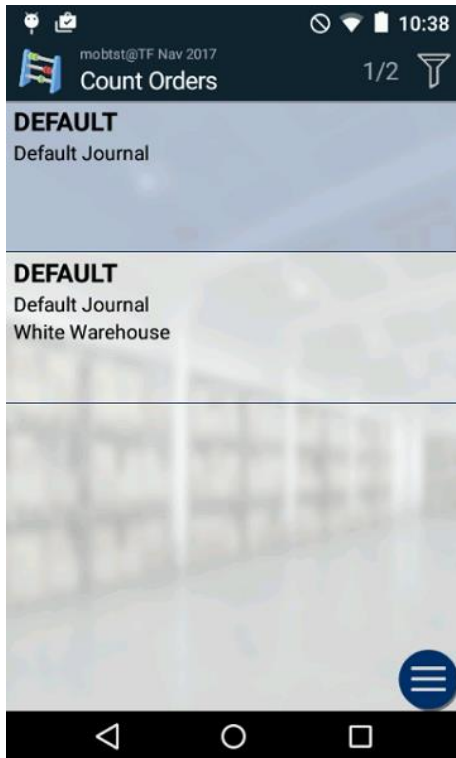 10:38
mobtst@TF Nav 2017
Count Orders
1/2
DEFAULT
Default Journal
DEFAULT
Default Journal
White Warehouse